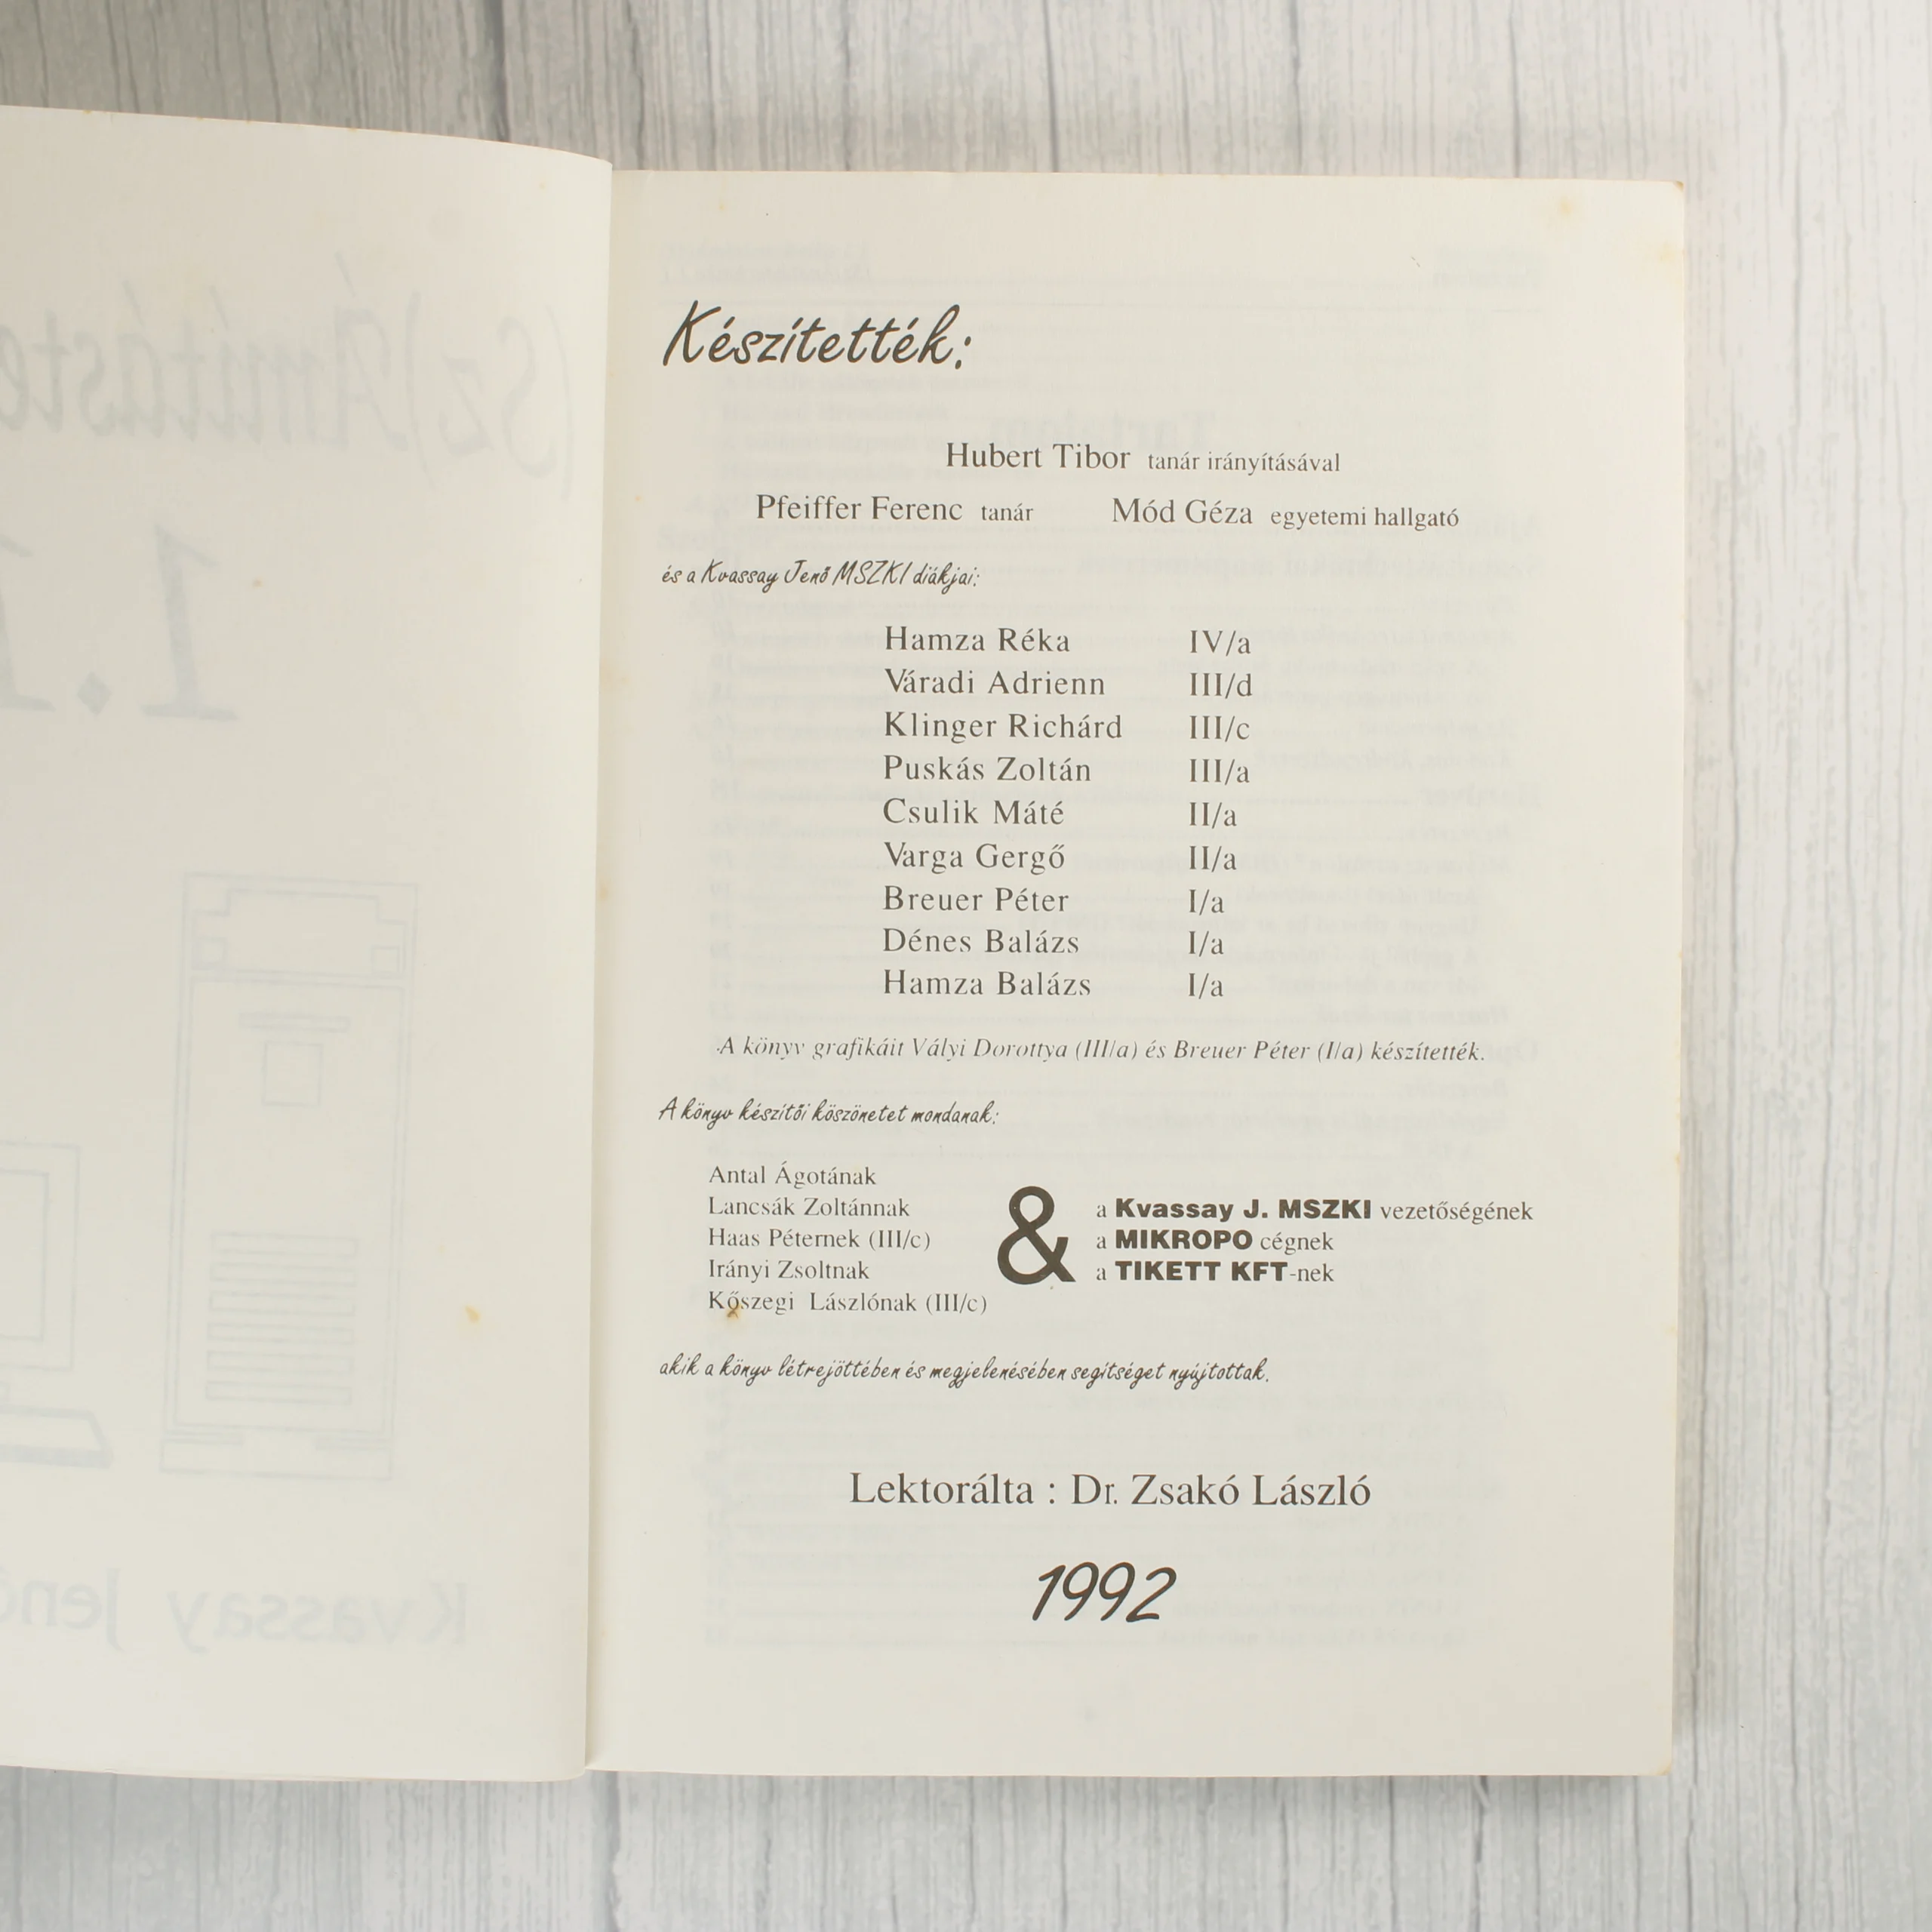 Készítették:
Hubert Tibor tanár irányításával
Pfeiffer Ferenc tanár Mód Géza egyetemi hallgató
és a Kvassay Jenő MSZKI diákjai:
Hamza Réka IV/a
Váradi Adrienn III/d
Klinger Richárd III/c
Puskás Zoltán III/a
Csulik Máté II/a
Varga Gergő II/a
Breuer Péter I/a
Dénes Balázs I/a
Hamza Balázs I/a
A könyv grafikáit Vályi Dorottya (III/a) és Breuer Péter (I/a) készítették.
A könyv készítői köszönetet mondanak:
Antal Ágotának
Lancsák Zoltánnak
Haas Péternek (III/c)
Irányi Zsoltnak
Kőszegi Lászlónak (III/c)
&
a Kvassay J. MSZKI vezetőségének
a MIKROPO cégnek
a TIKETT KFT-nek
akik a könyv létrejöttében és megjelenésében segítséget nyújtottak.
Lektorálta : Dr. Zsakó László
1992